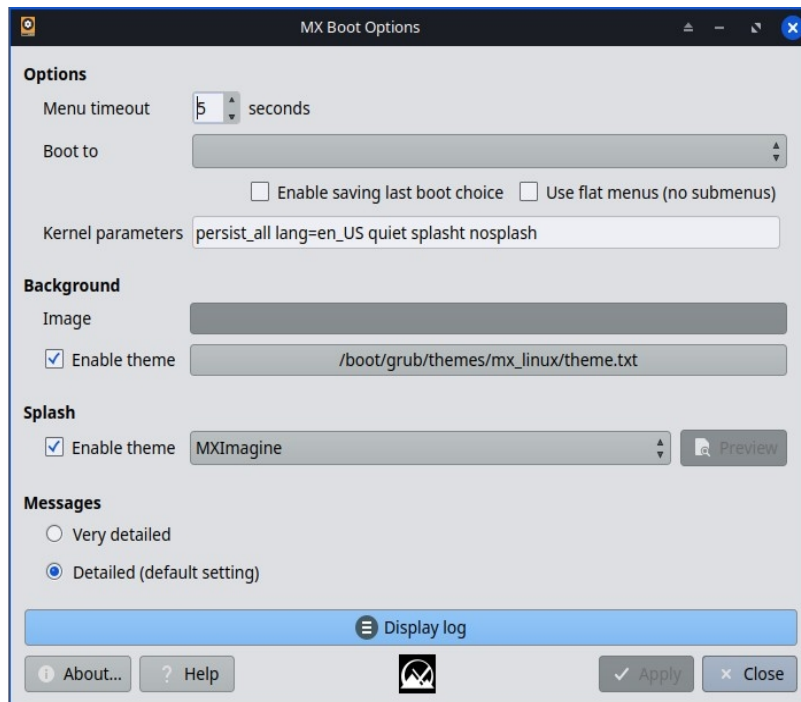 MX Boot Options
Options
Menu timeout 5 seconds
Boot to
Enable saving last boot choice Use flat menus (no submenus)
Kernel parameters persist_all lang=en_US quiet splasht nosplash
Background
Image
Enable theme /boot/grub/themes/mx_linux/theme.txt
Splash
Enable theme MXImagine Preview
Messages
Very detailed
Detailed (default setting)
Display log
About... ? Help Apply Close